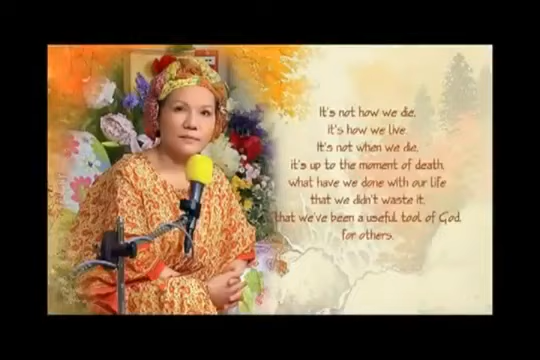 It's not how we die,
it's how we live.
It's not when we die,
it's up to the moment of death,
what have we done with our life
that we didn't waste it,
that we've been a useful tool of God
for others.